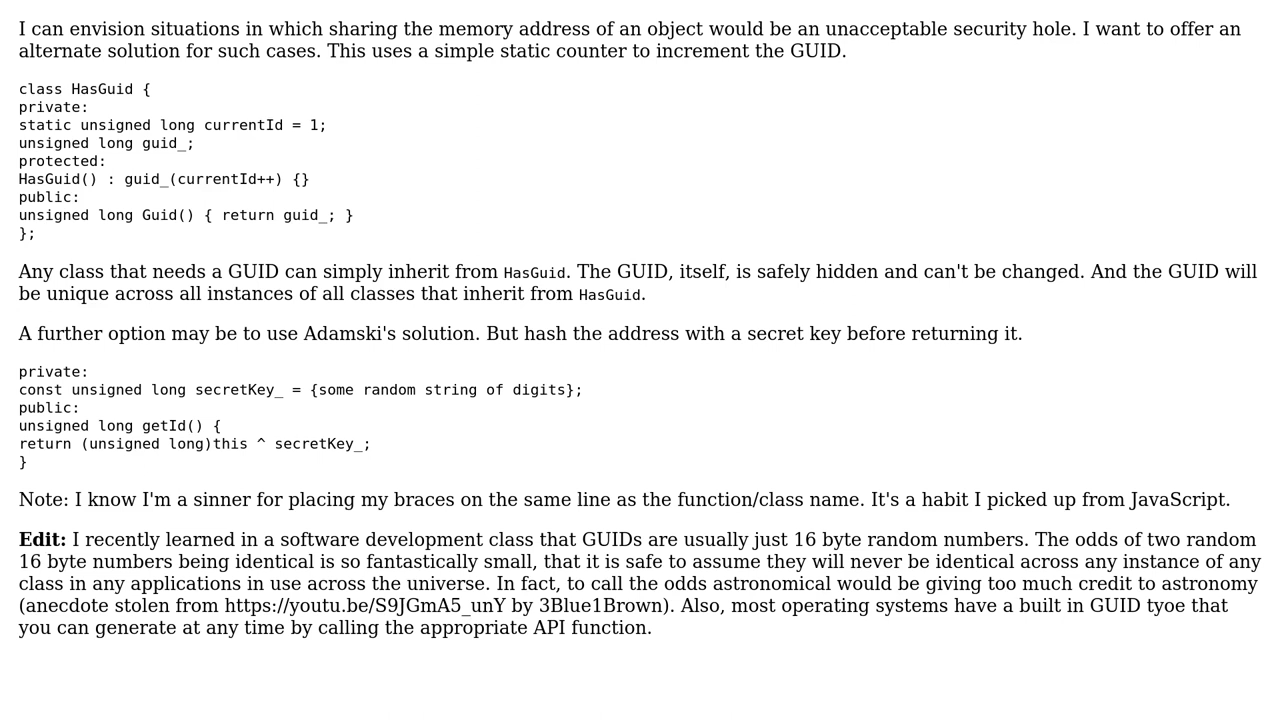 I can envision situations in which sharing the memory address of an object would be an unacceptable security hole. I want to offer an
alternate solution for such cases. This uses a simple static counter to increment the GUID.
class HasGuid {
private:
static unsigned long currentId = 1;
unsigned long guid_;
protected:
HasGuid() : guid_(currentId++) {}
public:
unsigned long Guid() { return guid_; }
};
Any class that needs a GUID can simply inherit from HasGuid. The GUID, itself, is safely hidden and can't be changed. And the GUID will
be unique across all instances of all classes that inherit from HasGuid.
A further option may be to use Adamski's solution. But hash the address with a secret key before returning it.
private:
const unsigned long secretKey_ = {some random string of digits};
public:
unsigned long getId() {
return (unsigned long)this ^ secretKey_;
}
Note: I know I'm a sinner for placing my braces on the same line as the function/class name. It's a habit I picked up from JavaScript.
Edit: I recently learned in a software development class that GUIDs are usually just 16 byte random numbers. The odds of two random
16 byte numbers being identical is so fantastically small, that it is safe to assume they will never be identical across any instance of any
class in any applications in use across the universe. In fact, to call the odds astronomical would be giving too much credit to astronomy
(anecdote stolen from https://youtu.be/S9JGmA5_unY by 3Blue1Brown). Also, most operating systems have a built in GUID tyoe that
you can generate at any time by calling the appropriate API function.